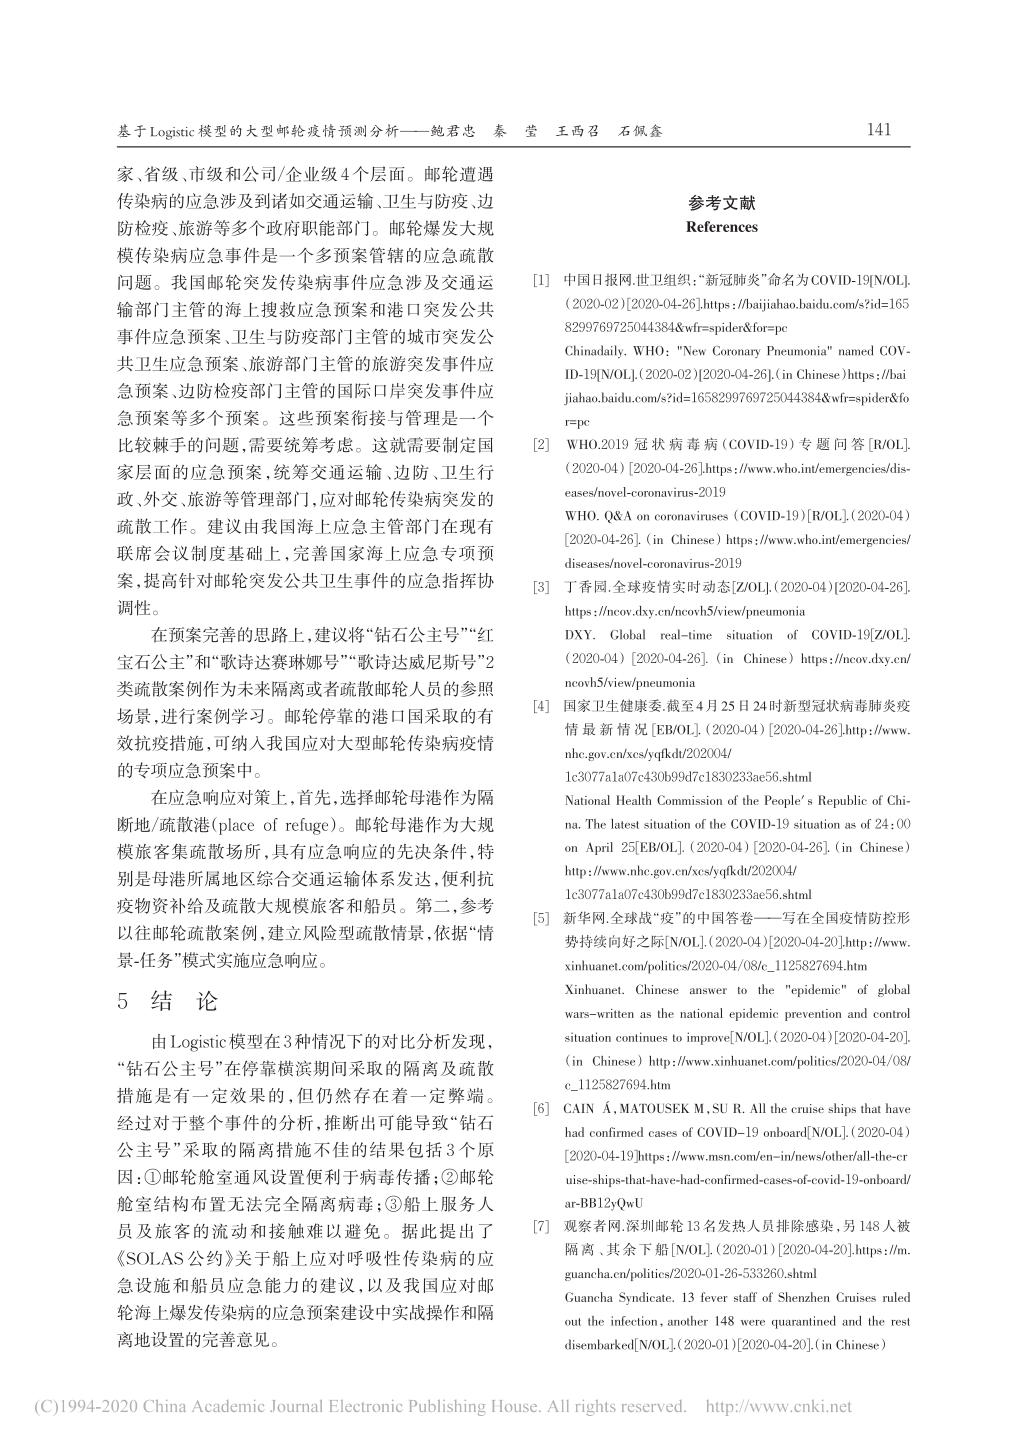 基于Logistic模型的大型邮轮疫情预测分析——鲍君忠 秦 莹 王西召 石佩鑫 141
家、省级、市级和公司/企业级4个层面。邮轮遭遇
传染病的应急涉及到诸如交通运输、卫生与防疫、边
防检疫、旅游等多个政府职能部门。邮轮爆发大规
模传染病应急事件是一个多预案管辖的应急疏散
问题。我国邮轮突发传染病事件应急涉及交通运
输部门主管的海上搜救应急预案和港口突发公共
事件应急预案、卫生与防疫部门主管的城市突发公
共卫生应急预案、旅游部门主管的旅游突发事件应
急预案、边防检疫部门主管的国际口岸突发事件应
急预案等多个预案。这些预案衔接与管理是一个
比较棘手的问题,需要统筹考虑。这就需要制定国
家层面的应急预案,统筹交通运输、边防、卫生行
政、外交、旅游等管理部门,应对邮轮传染病突发的
疏散工作。建议由我国海上应急主管部门在现有
联席会议制度基础上,完善国家海上应急专项预
案,提高针对邮轮突发公共卫生事件的应急指挥协
调性。
在预案完善的思路上,建议将“钻石公主号”“红
宝石公主”和“歌诗达赛琳娜号”“歌诗达威尼斯号”2
类疏散案例作为未来隔离或者疏散邮轮人员的参照
场景,进行案例学习。邮轮停靠的港口国采取的有
效抗疫措施,可纳入我国应对大型邮轮传染病疫情
的专项应急预案中。
在应急响应对策上,首先,选择邮轮母港作为隔
断地/疏散港(place of refuge)。邮轮母港作为大规
模旅客集疏散场所,具有应急响应的先决条件,特
别是母港所属地区综合交通运输体系发达,便利抗
疫物资补给及疏散大规模旅客和船员。第二,参考
以往邮轮疏散案例,建立风险型疏散情景,依据“情
景-任务”模式实施应急响应。
5 结 论
由Logistic模型在3种情况下的对比分析发现,
“钻石公主号”在停靠横滨期间采取的隔离及疏散
措施是有一定效果的,但仍然存在着一定弊端。
经过对于整个事件的分析,推断出可能导致“钻石
公主号”采取的隔离措施不佳的结果包括3个原
因:①邮轮舱室通风设置便利于病毒传播;②邮轮
舱室结构布置无法完全隔离病毒;③船上服务人
员及旅客的流动和接触难以避免。据此提出了
《SOLAS公约》关于船上应对呼吸性传染病的应
急设施和船员应急能力的建议,以及我国应对邮
轮海上爆发传染病的应急预案建设中实战操作和隔
离地设置的完善意见。
参考文献
References
[1] 中国日报网.世卫组织:“新冠肺炎”命名为COVID-19[N/OL].
(2020-02)[2020-04-26].https://baijiahao.baidu.com/s?id=165
8299769725044384&wfr=spider&for=pc
Chinadaily. WHO: "New Coronary Pneumonia" named COV-
ID-19[N/OL].(2020-02)[2020-04-26].(in Chinese)https://bai
jiahao.baidu.com/s?id=1658299769725044384&wfr=spider&fo
r=pc
[2] WHO.2019冠状病毒病(COVID-19)专题问答[R/OL].
(2020-04) [2020-04-26].https://www.who.int/emergencies/dis-
eases/novel-coronavirus-2019
WHO. Q&A on coronaviruses (COVID-19)[R/OL].(2020-04)
[2020-04-26]. (in Chinese) https://www.who.int/emergencies/
diseases/novel-coronavirus-2019
[3] 丁香园.全球疫情实时动态[Z/OL].(2020-04)[2020-04-26].
https://ncov.dxy.cn/ncovh5/view/pneumonia
DXY. Global real-time situation of COVID-19[Z/OL].
(2020-04) [2020-04-26]. (in Chinese) https://ncov.dxy.cn/
ncovh5/view/pneumonia
[4] 国家卫生健康委.截至4月25日24时新型冠状病毒肺炎疫
情最新情况[EB/OL]. (2020-04) [2020-04-26].http://www.
nhc.gov.cn/xcs/yqfkdt/202004/
1c3077a1a07c430b99d7c1830233ae56.shtml
National Health Commission of the People's Republic of Chi-
na. The latest situation of the COVID-19 situation as of 24:00
on April 25[EB/OL]. (2020-04) [2020-04-26]. (in Chinese)
http://www.nhc.gov.cn/xcs/yqfkdt/202004/
1c3077a1a07c430b99d7c1830233ae56.shtml
[5] 新华网.全球战“疫”的中国答卷——写在全国疫情防控形
势持续向好之际[N/OL].(2020-04)[2020-04-20].http://www.
xinhuanet.com/politics/2020-04/08/c_1125827694.htm
Xinhuanet. Chinese answer to the "epidemic" of global
wars-written as the national epidemic prevention and control
situation continues to improve[N/OL].(2020-04)[2020-04-20].
(in Chinese) http://www.xinhuanet.com/politics/2020-04/08/
c_1125827694.htm
[6] CAIN Á,MATOUSEK M,SU R. All the cruise ships that have
had confirmed cases of COVID-19 onboard[N/OL].(2020-04)
[2020-04-19]https://www.msn.com/en-in/news/other/all-the-cr
uise-ships-that-have-had-confirmed-cases-of-covid-19-onboard/
ar-BB12yQwU
[7] 观察者网.深圳邮轮13名发热人员排除感染,另148人被
隔离、其余下船[N/OL]. (2020-01) [2020-04-20].https://m.
guancha.cn/politics/2020-01-26-533260.shtml
Guancha Syndicate. 13 fever staff of Shenzhen Cruises ruled
out the infection, another 148 were quarantined and the rest
disembarked[N/OL].(2020-01)[2020-04-20].(in Chinese)
(C)1994-2020 China Academic Journal Electronic Publishing House. All rights reserved. http://www.cnki.net